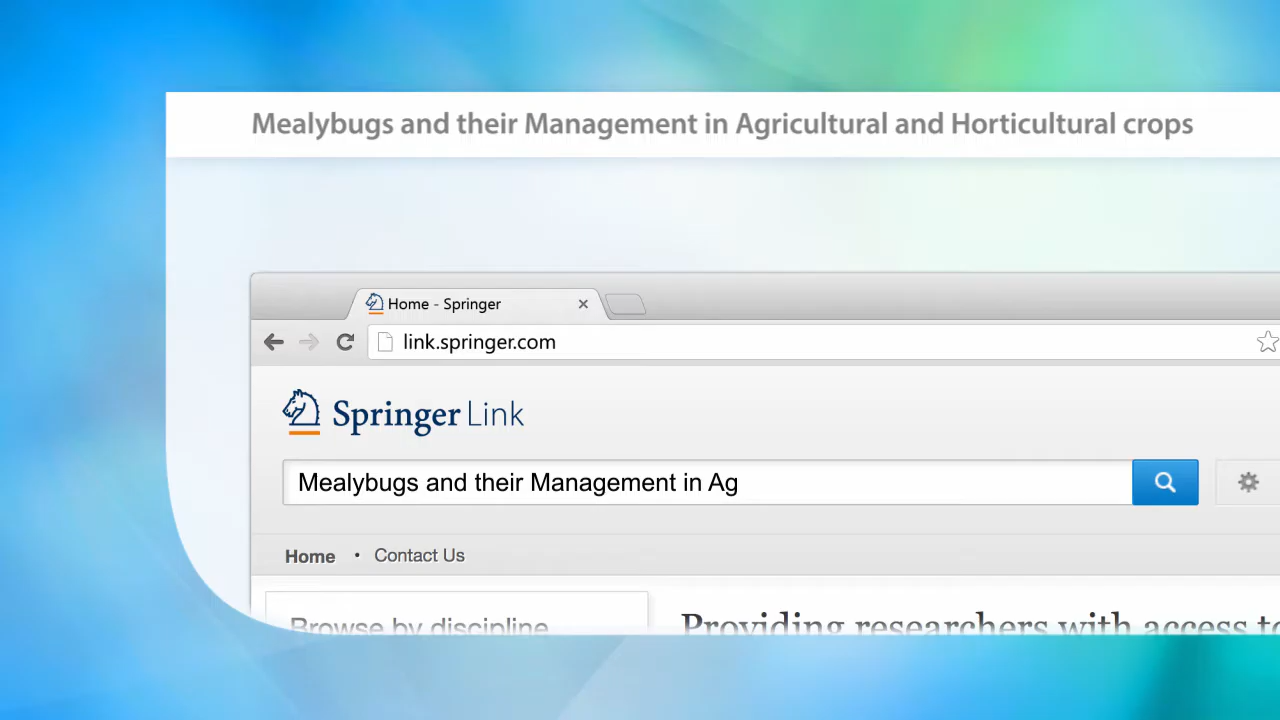 Mealybugs and their Management in Agricultural and Horticultural crops
Home - Springer
link.springer.com
Springer Link
Mealybugs and their Management in Ag
Home • Contact Us
Browse by discipline
Providing researchers with access to